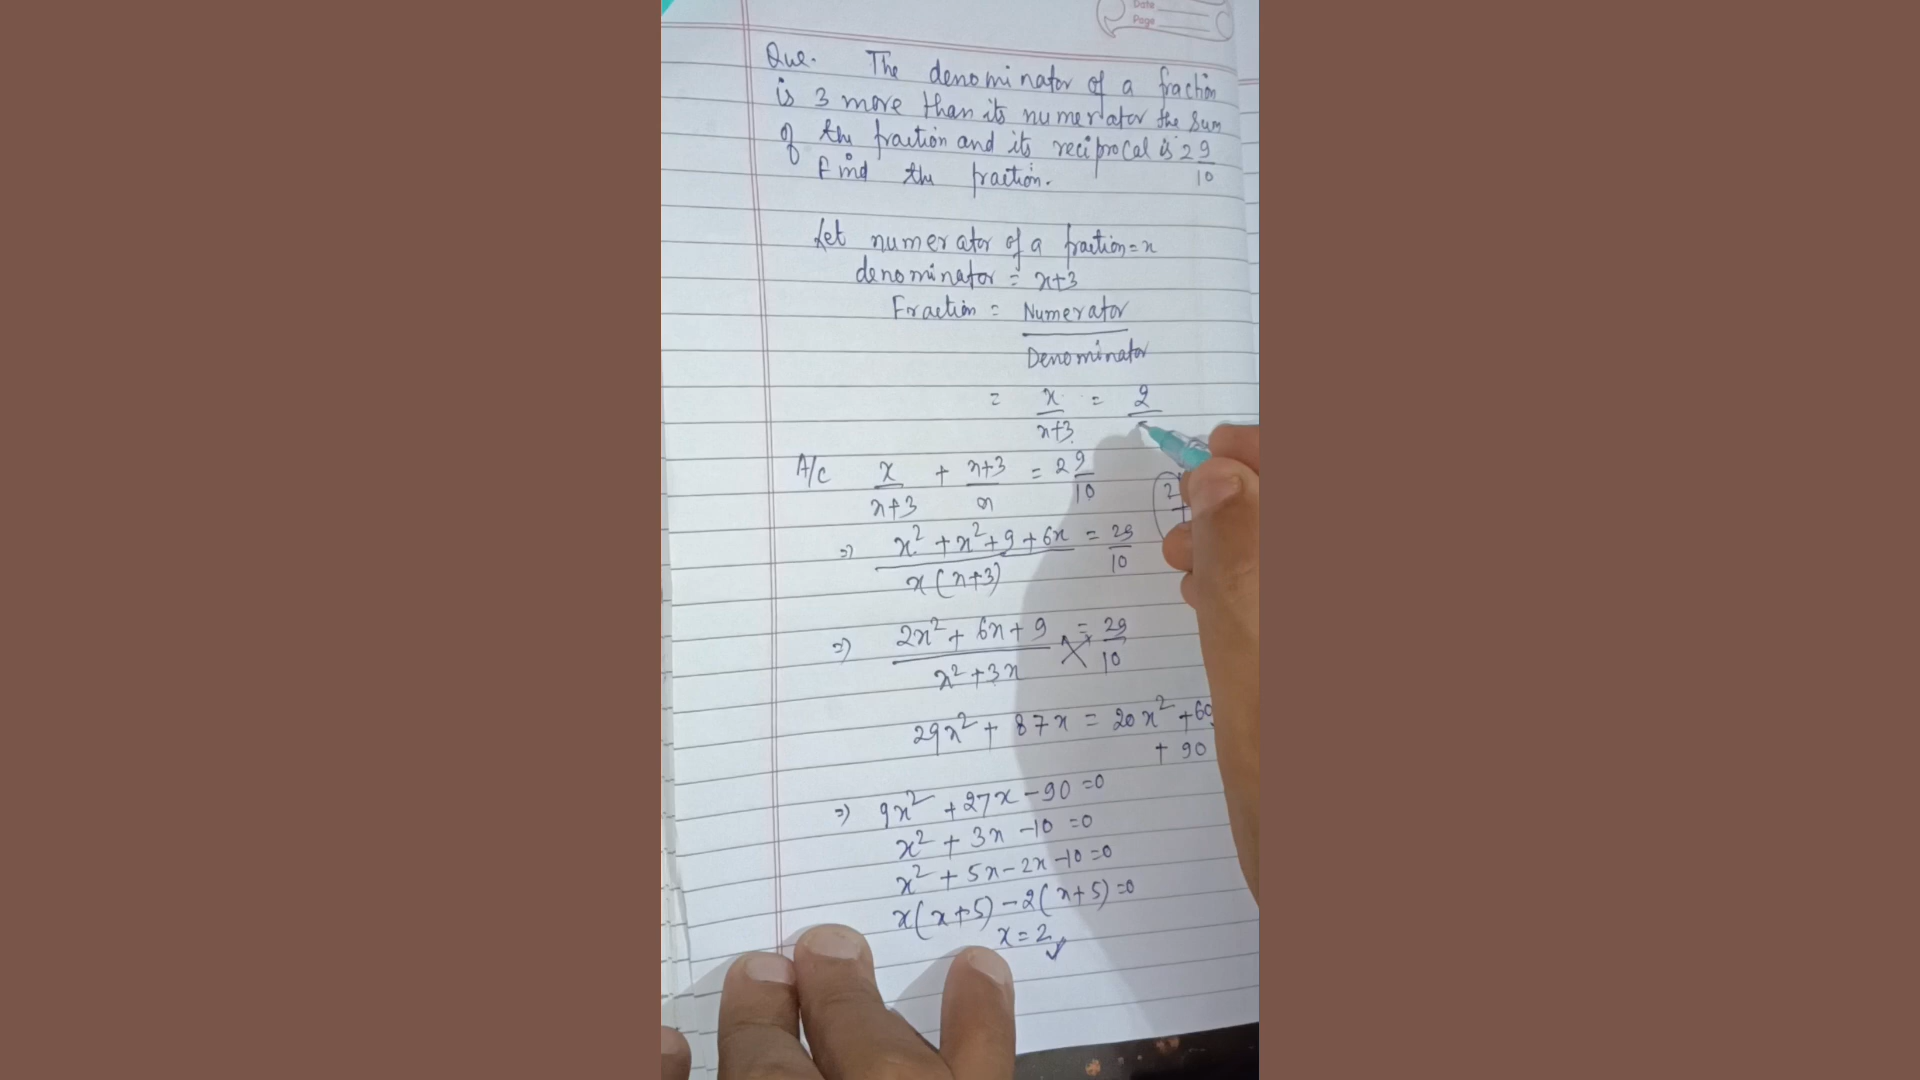 Date
Page
Que. The denominator of a fraction
is 3 more than its numerator the sum
of the fraction and its reciprocal is 2 9/10
Find the fraction.
Let numerator of a fraction = x
denominator = x+3
Fraction = Numerator
Denominator
= x/x+3 = 2
A/c x/x+3 + x+3/x = 2 9/10
⇒) x² + x² + 9 + 6x / x(x+3) = 29/10
⇒) 2x² + 6x + 9 / x² + 3x = 29/10
29x² + 87x = 20x² + 60
+ 90
⇒) 9x² + 27x - 90 = 0
x² + 3x - 10 = 0
x² + 5x - 2x - 10 = 0
x(x+5) - 2(x+5) = 0
x = 2 ✓